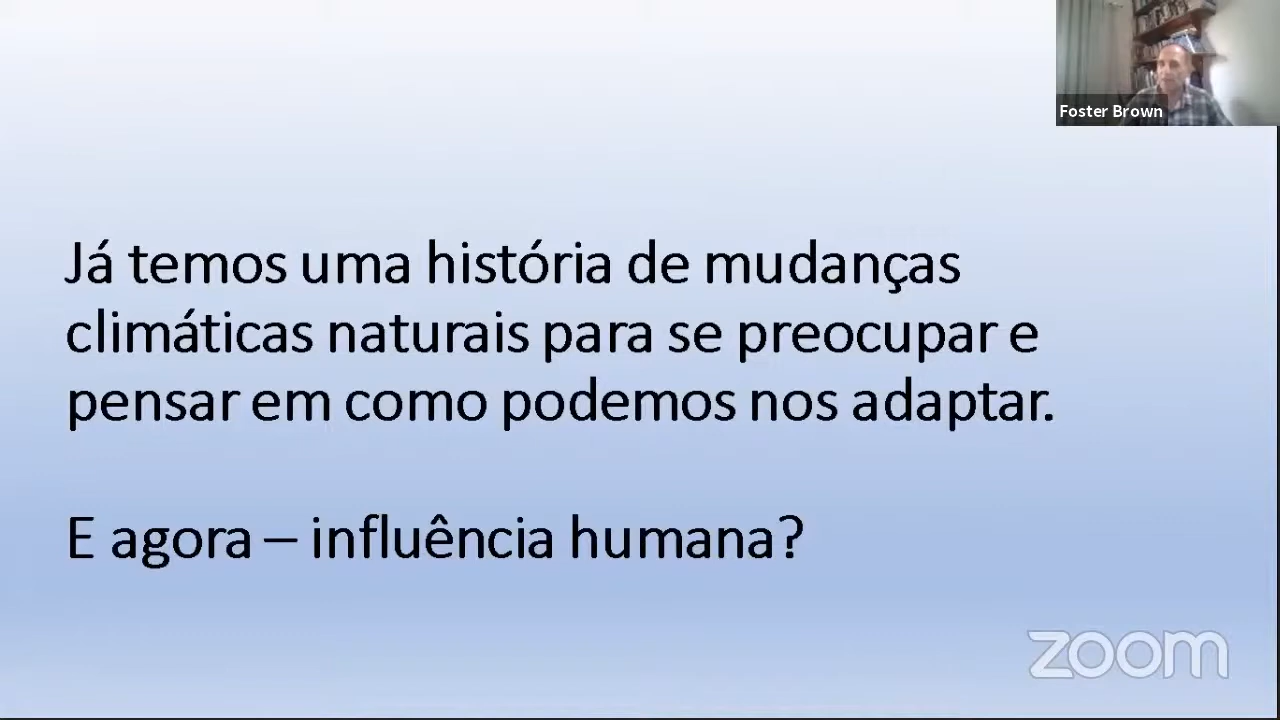 Foster Brown
Já temos uma história de mudanças
climáticas naturais para se preocupar e
pensar em como podemos nos adaptar.
E agora – influência humana?
zoom